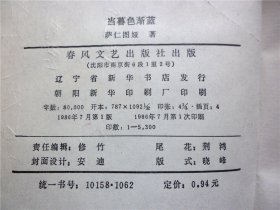 当暮色渐蓝
萨仁图娅 著
春风文艺出版社出版
(沈阳市南京街6段1里2号)
辽宁省新华书店发行
朝阳新华印刷厂印刷
字数:80,000 开本:787×1092 1/32 印张:4¾ 插页:4
1986年7月第1版 1986年7月第1次印刷
印数:1—5,300
责任编辑:修竹 尾花:荆鸿
封面设计:安迪 版式:晓峰
统一书号:10158·1062 定价:0.94元